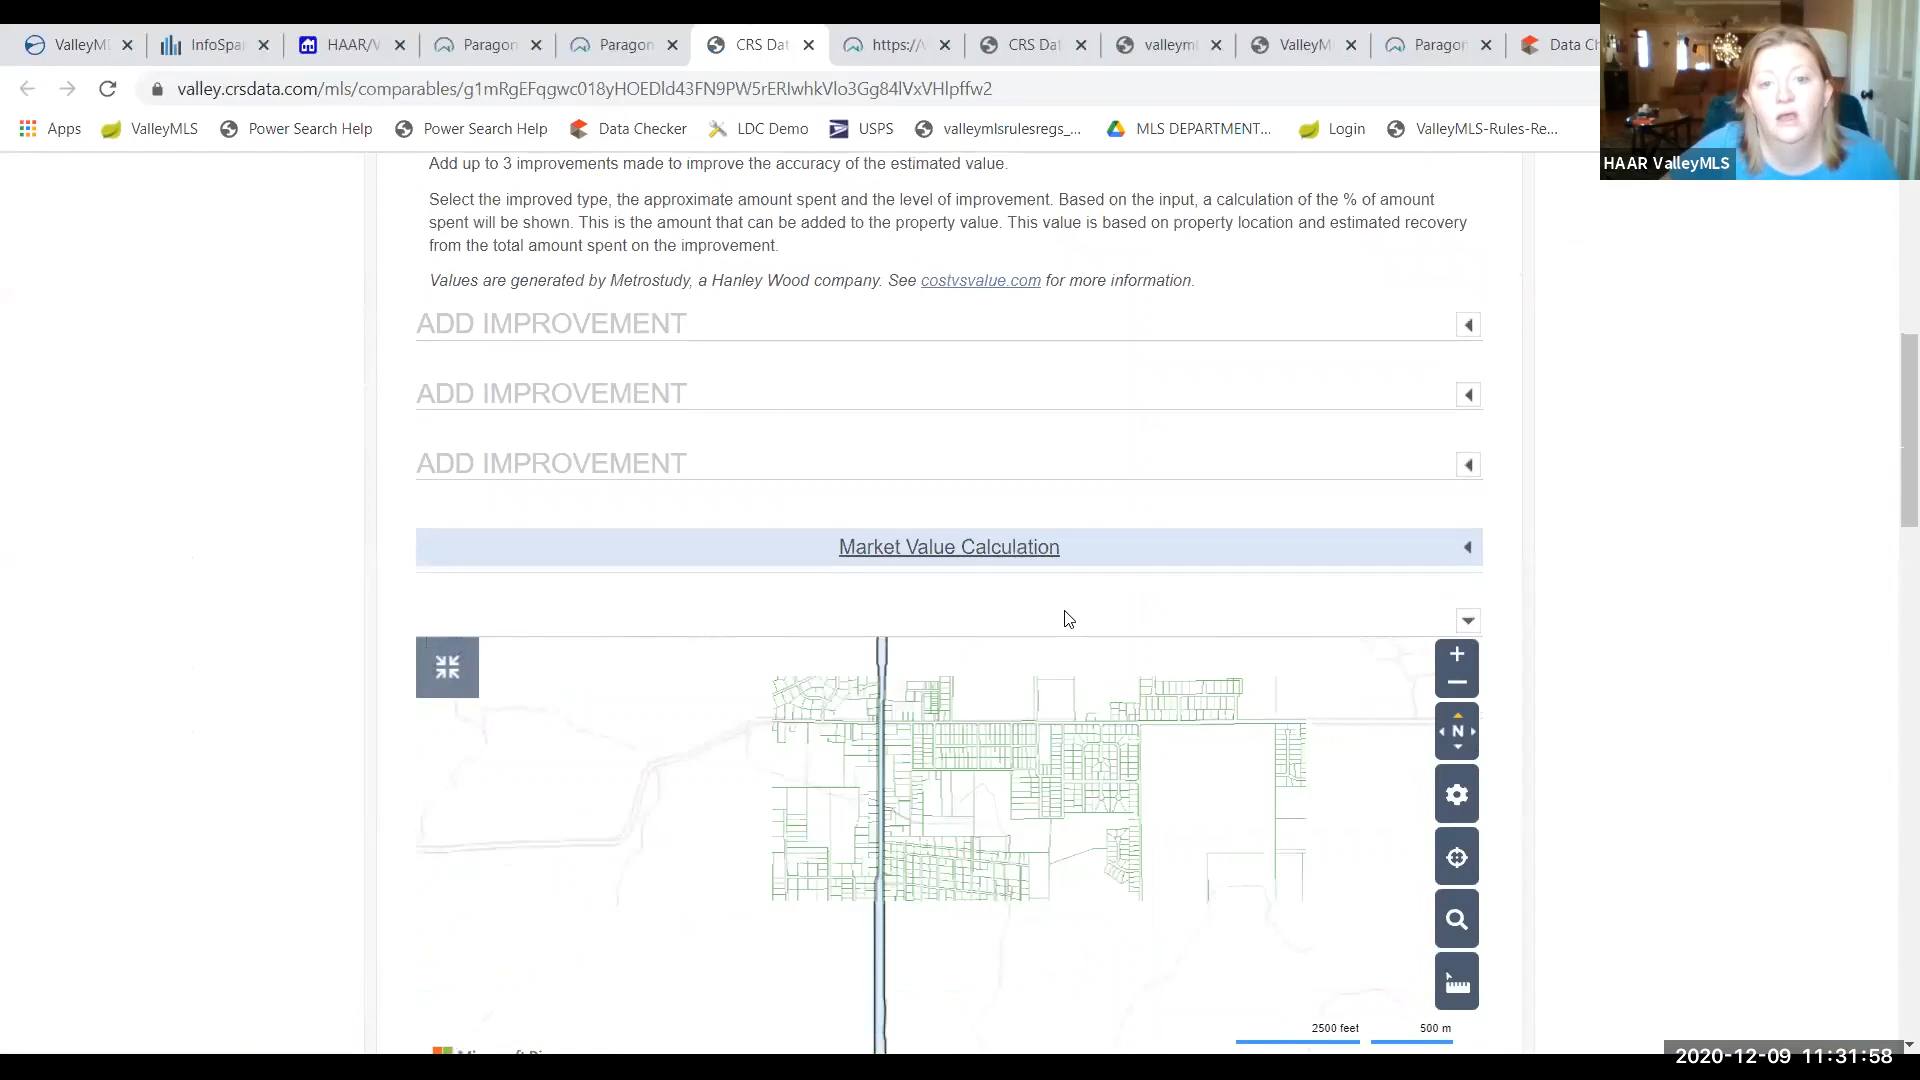 ValleyM
InfoSpa
HAAR/V
Paragon
Paragon
CRS Dat
https://
CRS Dat
valleyml
ValleyM
Paragon
Data Ch
valley.crsdata.com/mls/comparables/
Apps
ValleyMLS
Power Search Help
Power Search Help
Data Checker
LDC Demo
USPS
valleymlsrulesregs_...
MLS DEPARTMENT...
Login
ValleyMLS-Rules-Re...
HAAR ValleyMLS
Add up to 3 improvements made to improve the accuracy of the estimated value.
Select the improved type, the approximate amount spent and the level of improvement. Based on the input, a calculation of the % of amount
spent will be shown. This is the amount that can be added to the property value. This value is based on property location and estimated recovery
from the total amount spent on the improvement.
Values are generated by Metrostudy, a Hanley Wood company. See costvsvalue.com for more information.
ADD IMPROVEMENT
ADD IMPROVEMENT
ADD IMPROVEMENT
Market Value Calculation
N
2500 feet
500 m
2020-12-09 11:31:58